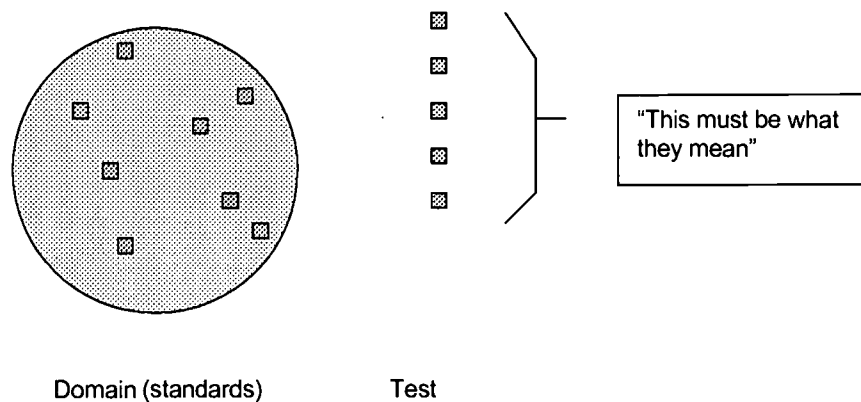 “This must be what
they mean”
Domain (standards)
Test